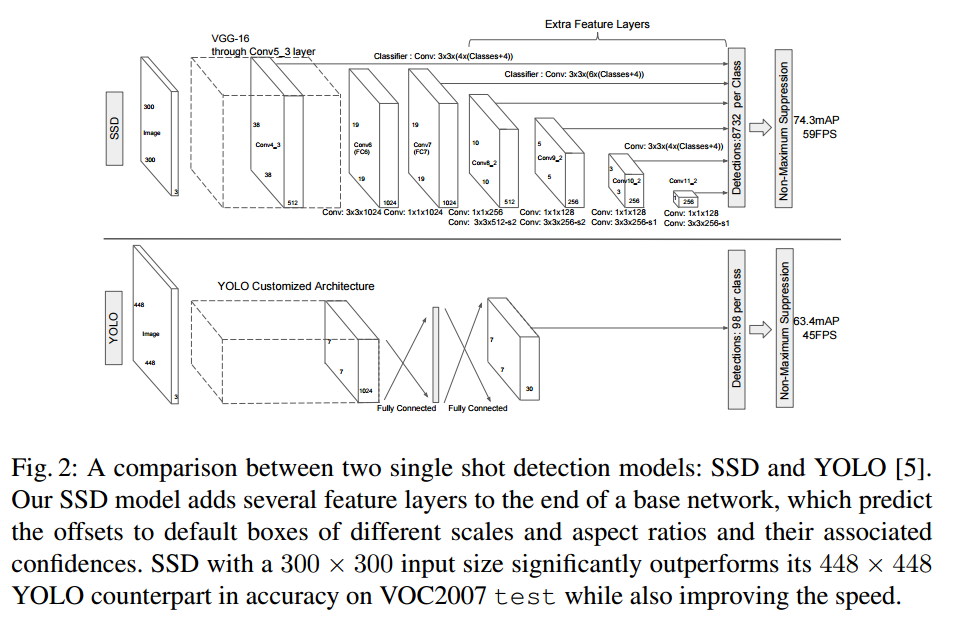 Extra Feature Layers
VGG-16
through Conv5_3 layer
Classifier : Conv: 3x3x(4x(Classes+4))
Classifier : Conv: 3x3x(6x(Classes+4))
SSD
300
Image
300
3
38
Conv4_3
38
512
19
Conv6
(FC6)
19
1024
19
Conv7
(FC7)
19
1024
10
Conv8_2
10
512
5
Conv9_2
5
256
Conv: 3x3x(4x(Classes+4))
3
Conv10_2
3
256
Conv11_2
1
256
Conv: 3x3x1024
Conv: 1x1x1024
Conv: 1x1x256
Conv: 3x3x512-s2
Conv: 1x1x128
Conv: 3x3x256-s2
Conv: 1x1x128
Conv: 3x3x256-s1
Conv: 1x1x128
Conv: 3x3x256-s1
Detections:8732 per Class
Non-Maximum Suppression
74.3mAP
59FPS
YOLO
448
Image
448
3
YOLO Customized Architecture
7
7
1024
Fully Connected
Fully Connected
7
7
30
Detections: 98 per class
Non-Maximum Suppression
63.4mAP
45FPS
Fig. 2: A comparison between two single shot detection models: SSD and YOLO [5].
Our SSD model adds several feature layers to the end of a base network, which predict
the offsets to default boxes of different scales and aspect ratios and their associated
confidences. SSD with a 300 × 300 input size significantly outperforms its 448 × 448
YOLO counterpart in accuracy on VOC2007 test while also improving the speed.